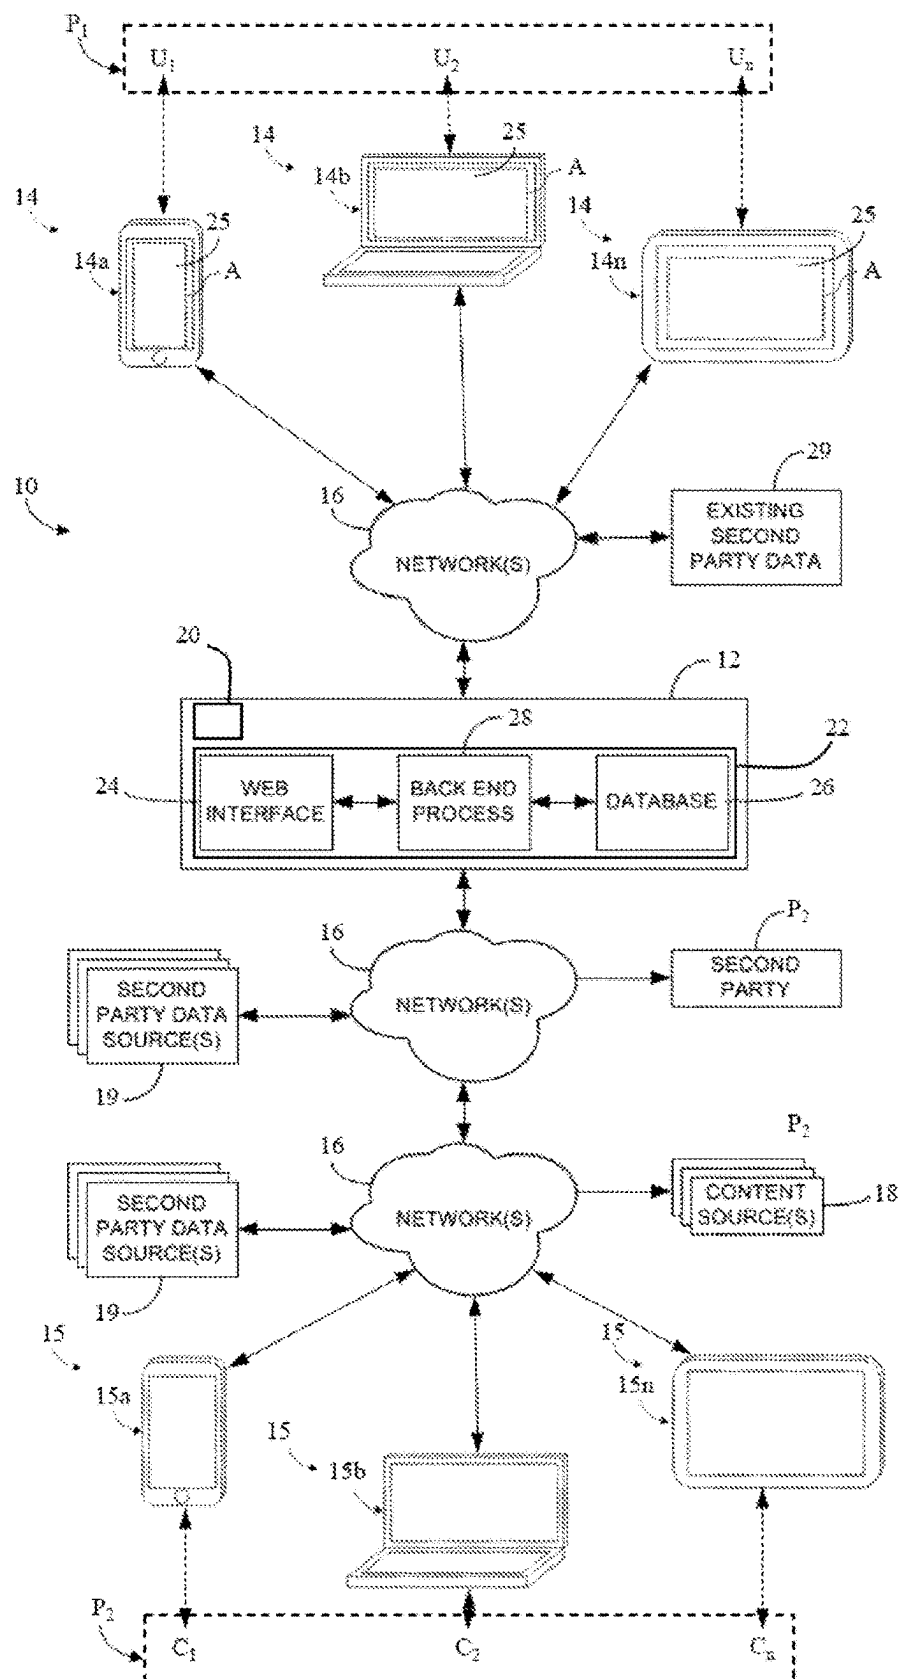 P₁
U₁ U₂ Uₙ
14 25
14b A
14 25
14a A
14 25
14n A
10
16
NETWORK(S)
29
EXISTING
SECOND
PARTY DATA
20
12
28
22
24
WEB
INTERFACE
BACK END
PROCESS
DATABASE
26
16
NETWORK(S)
SECOND
PARTY DATA
SOURCE(S)
19
P₂
SECOND
PARTY
16
NETWORK(S)
SECOND
PARTY DATA
SOURCE(S)
19
P₂
CONTENT
SOURCE(S)
18
15
15a
15
15b
15
15n
P₂
C₁ C₂ Cₙ